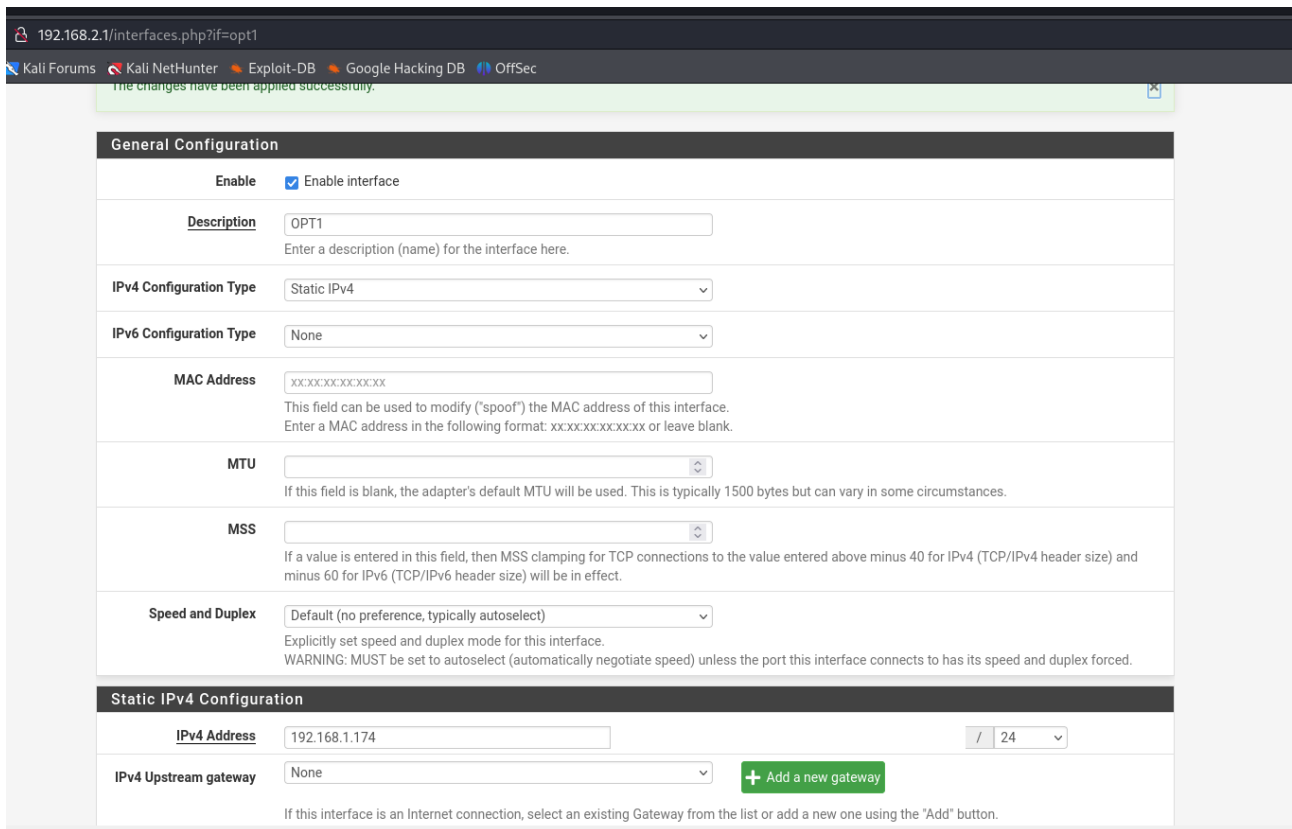 192.168.2.1/interfaces.php?if=opt1
Kali Forums Kali NetHunter Exploit-DB Google Hacking DB OffSec
The changes have been applied successfully.
General Configuration
Enable Enable interface
Description OPT1
Enter a description (name) for the interface here.
IPv4 Configuration Type Static IPv4
IPv6 Configuration Type None
MAC Address xx:xx:xx:xx:xx:xx
This field can be used to modify ("spoof") the MAC address of this interface.
Enter a MAC address in the following format: xx:xx:xx:xx:xx:xx or leave blank.
MTU
If this field is blank, the adapter's default MTU will be used. This is typically 1500 bytes but can vary in some circumstances.
MSS
If a value is entered in this field, then MSS clamping for TCP connections to the value entered above minus 40 for IPv4 (TCP/IPv4 header size) and
minus 60 for IPv6 (TCP/IPv6 header size) will be in effect.
Speed and Duplex Default (no preference, typically autoselect)
Explicitly set speed and duplex mode for this interface.
WARNING: MUST be set to autoselect (automatically negotiate speed) unless the port this interface connects to has its speed and duplex forced.
Static IPv4 Configuration
IPv4 Address 192.168.1.174 / 24
IPv4 Upstream gateway None Add a new gateway
If this interface is an Internet connection, select an existing Gateway from the list or add a new one using the "Add" button.